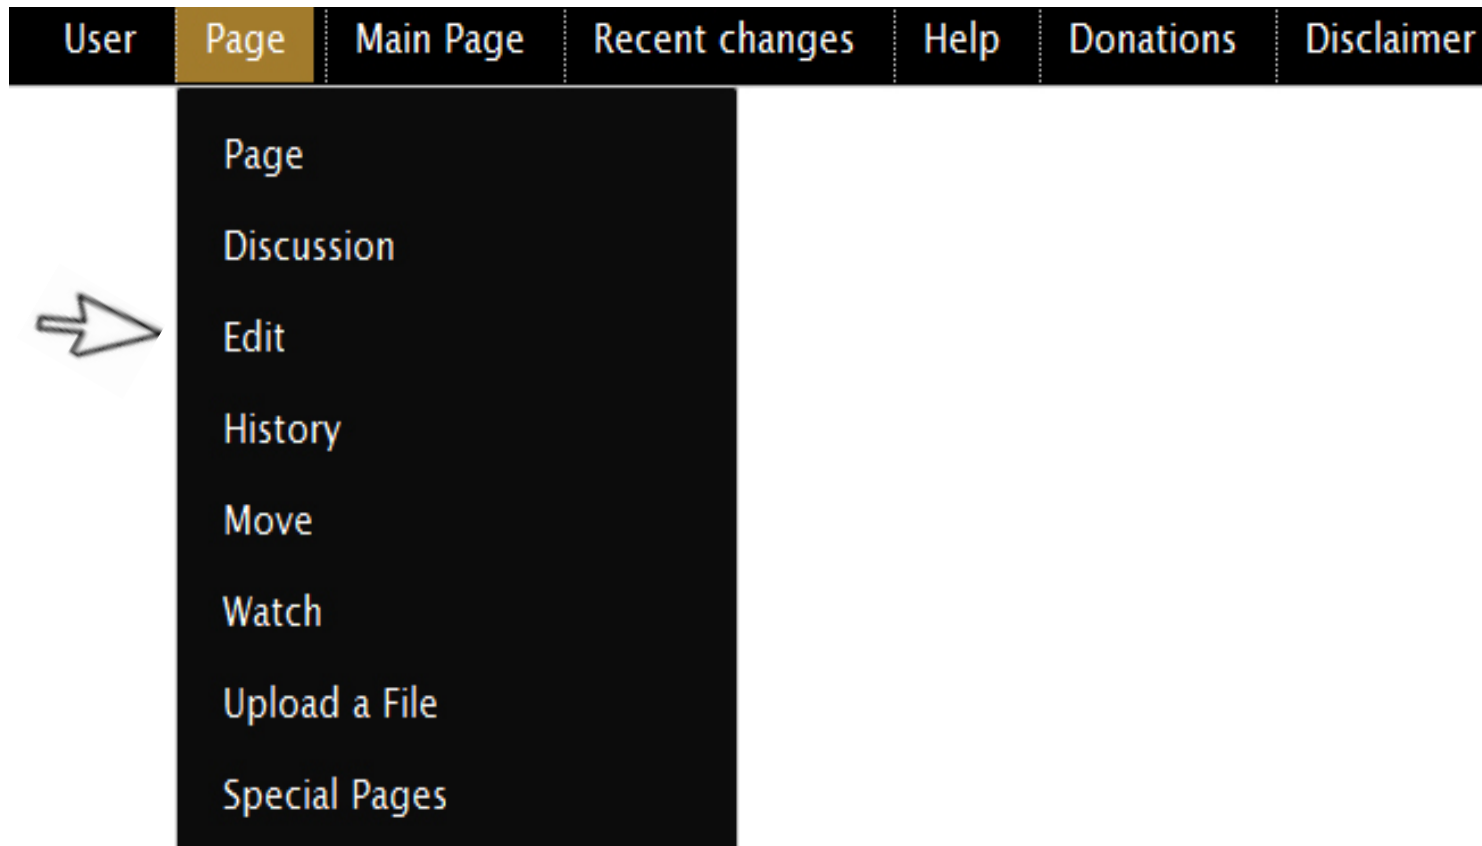 User Page Main Page Recent changes Help Donations Disclaimer
Page
Discussion
Edit
History
Move
Watch
Upload a File
Special Pages